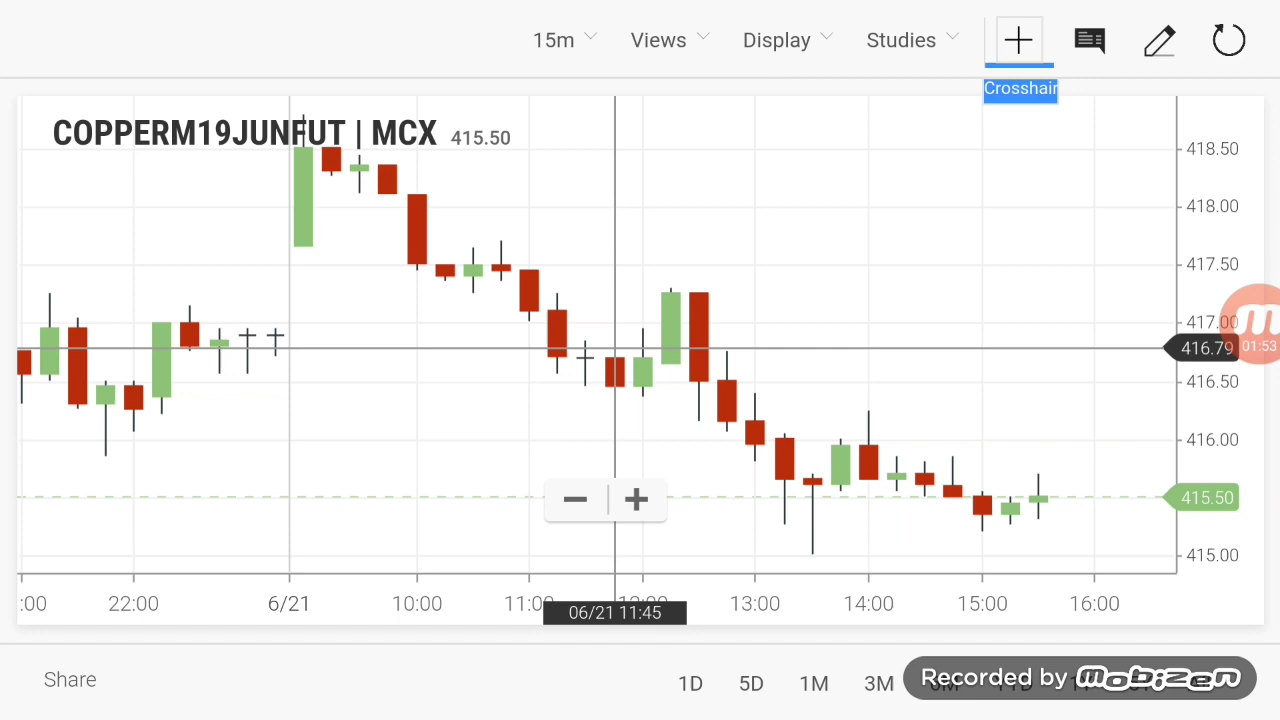 15m Views Display Studies
Crosshair
COPPERM19JUNFUT | MCX 415.50
418.50
418.00
417.50
417.00
416.79
01:53
416.50
416.00
415.50
415.00
:00 22:00 6/21 10:00 11:00 13:00 14:00 15:00 16:00
06/21 11:45
Share 1D 5D 1M 3M
Recorded by mobizen